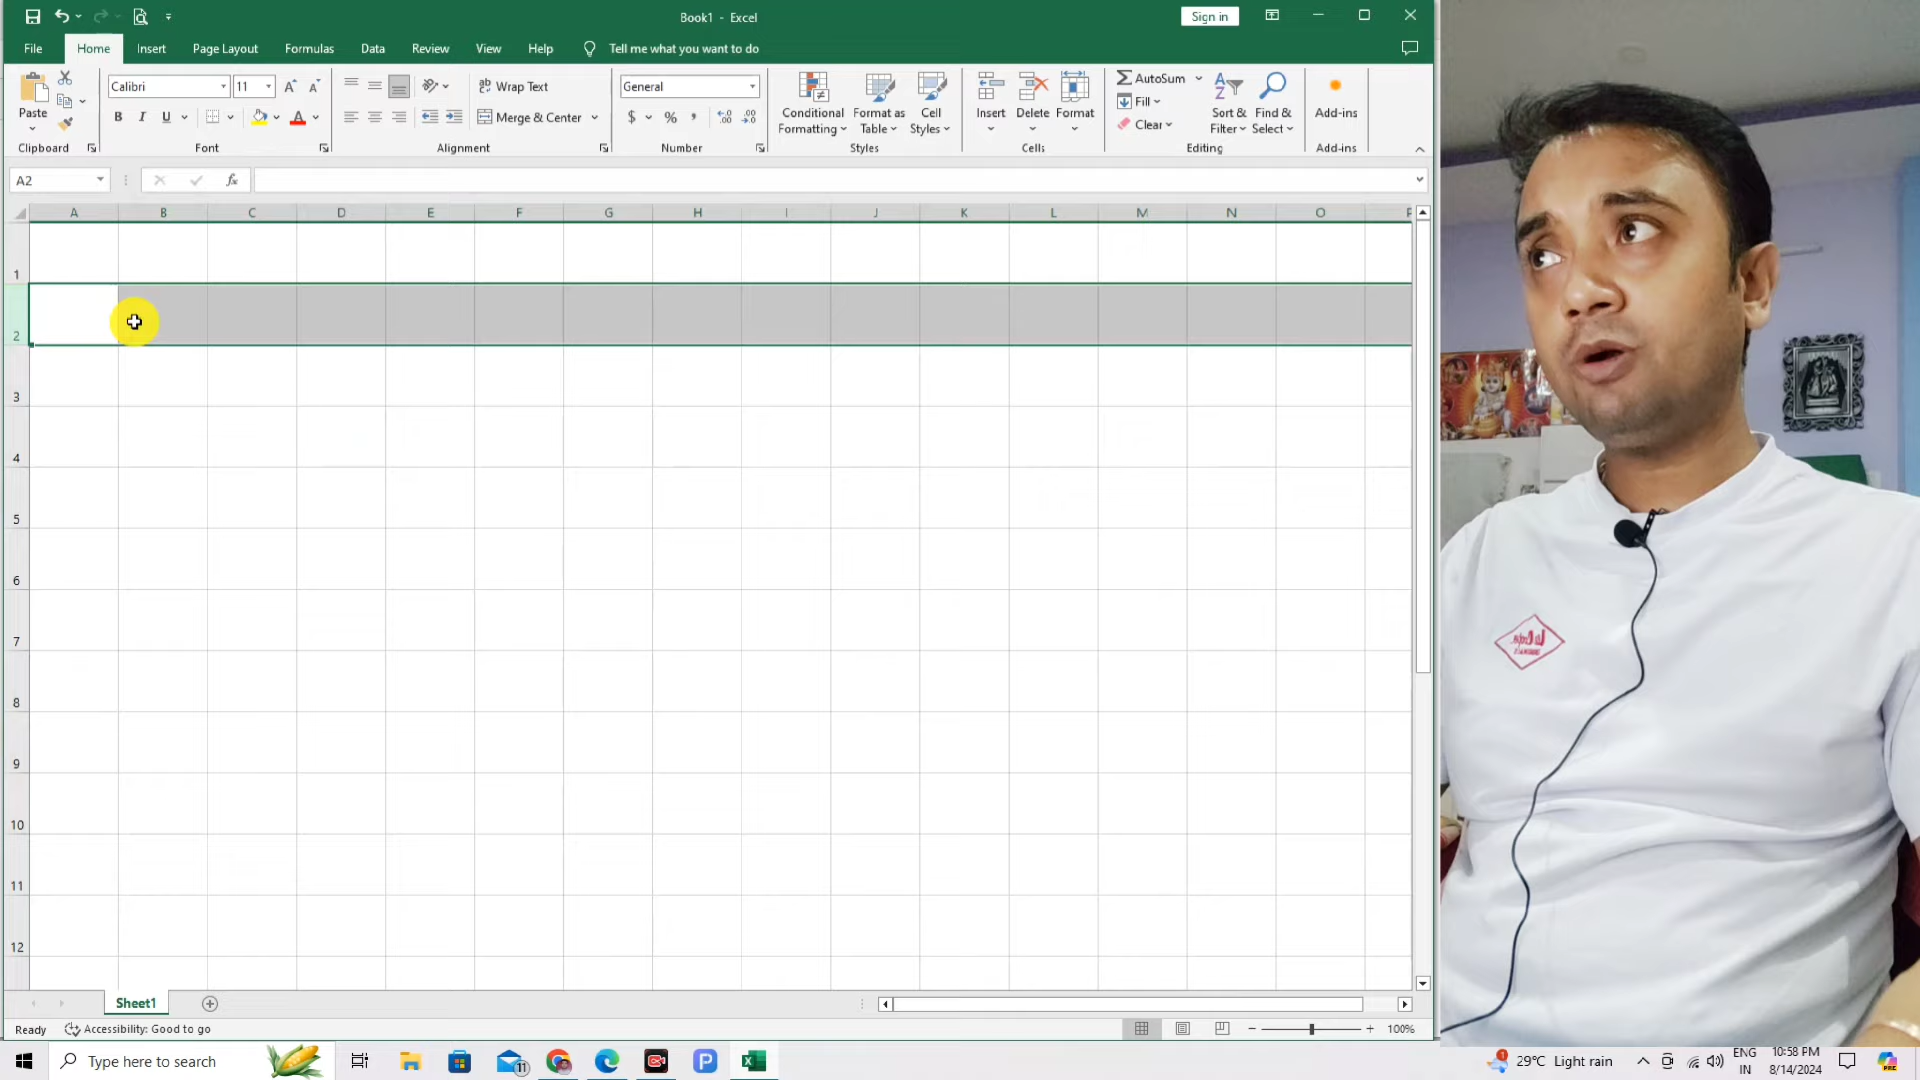 Book1 - Excel
Sign in
File Home Insert Page Layout Formulas Data Review View Help Tell me what you want to do
Calibri 11 Wrap Text General AutoSum
Paste Conditional Format as Cell Insert Delete Format Fill Sort & Find & Add-ins
B I U Merge & Center $ % , Formatting Table Styles Clear Filter Select
Clipboard Font Alignment Number Styles Cells Editing Add-ins
A2 fx
A B C D E F G H I J K L M N O P
1
2
3
4
5
6
7
8
9
10
11
12
Sheet1
Ready Accessibility: Good to go 100%
Type here to search 11 P 1 29°C Light rain ENG IN 10:58 PM 8/14/2024 PRE